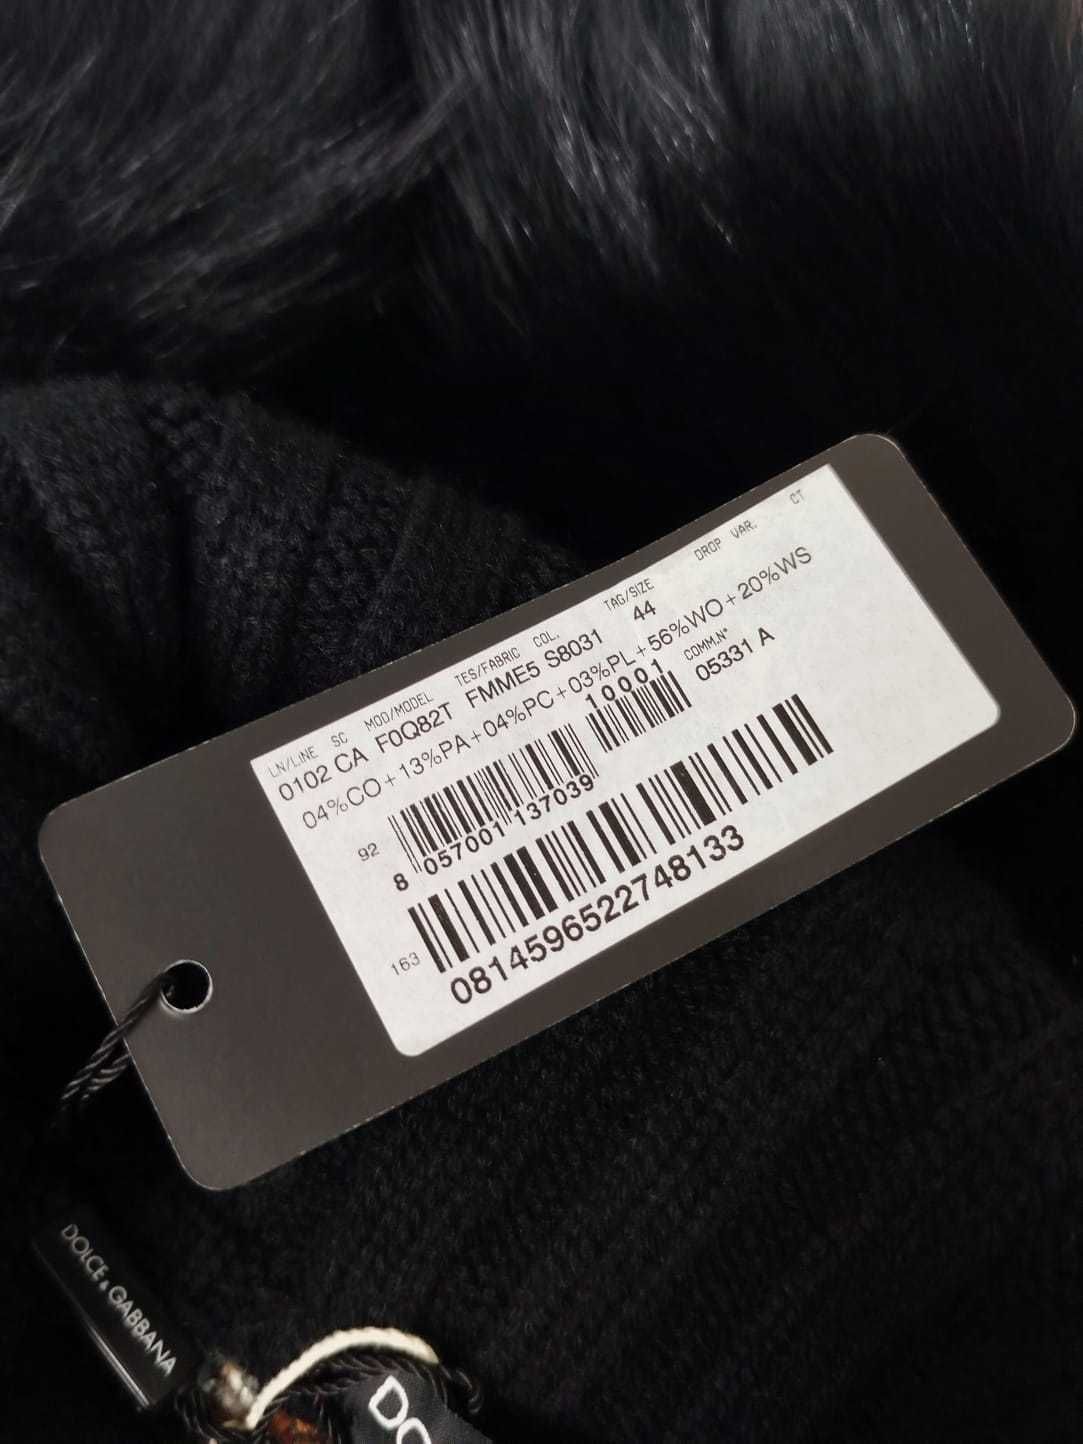 LN/LINE SC MOD/MODEL TES/FABRIC COL. TAG/SIZE DROP VAR. CT
0102 CA F0Q82T FMME5 S8031 44
04%CO+13%PA+04%PC+03%PL+56%WO+20%WS
10001 COMM.N°
05331 A
92
8 057001 137039
163
0814596522748133
DOLCE & GABBANA
DO